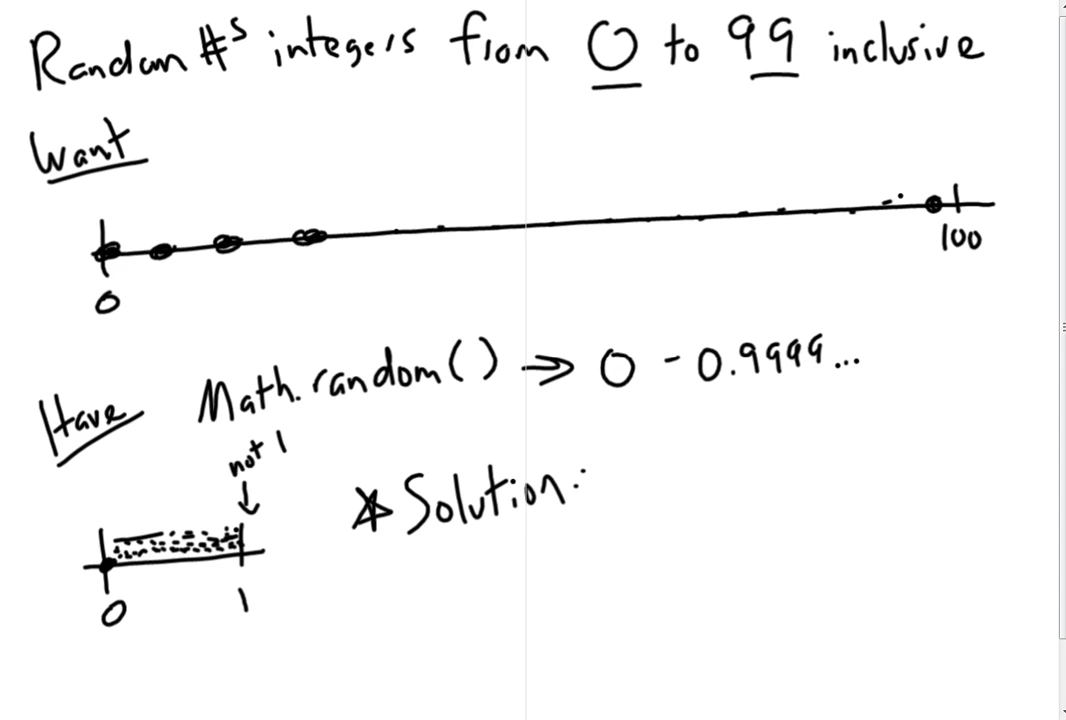 Random #s integers from 0 to 99 inclusive
Want
0
100
Have Math.random() → 0 - 0.9999...
not 1
* Solution:
0 1